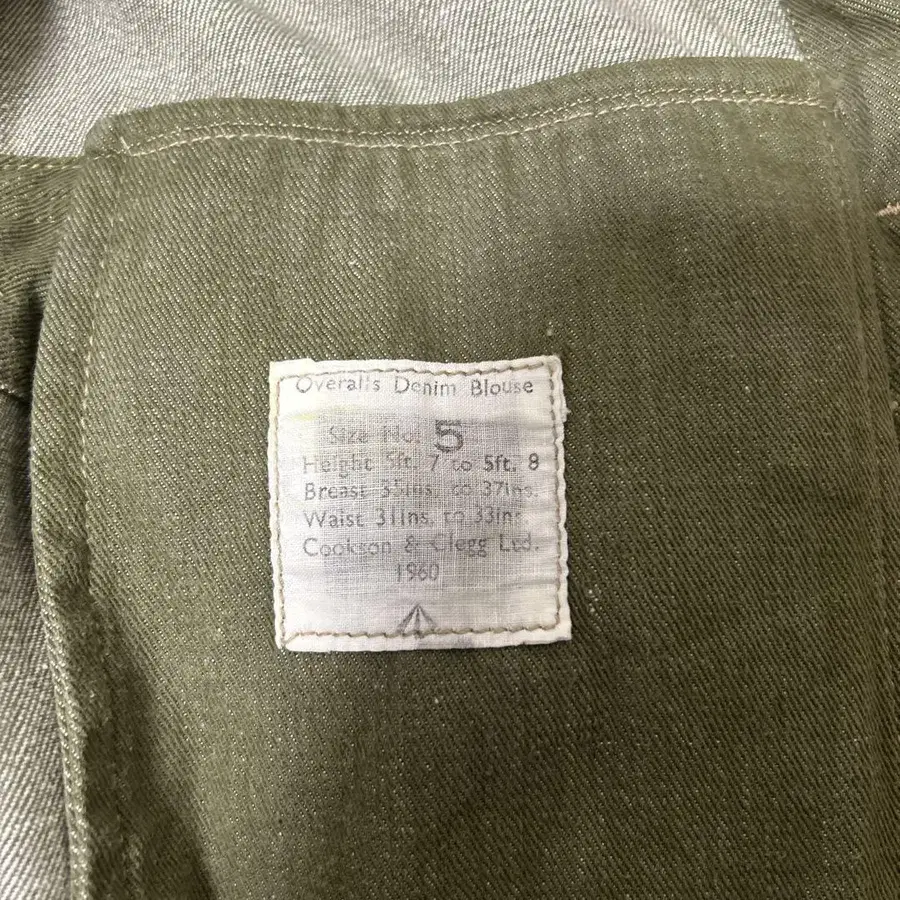 Overalls Denim Blouse
Size No: 5
Height 5ft. 7 to 5ft. 8
Breast 35ins. to 37ins.
Waist 31ins. to 33ins.
Cookson & Clegg Ltd.
1960